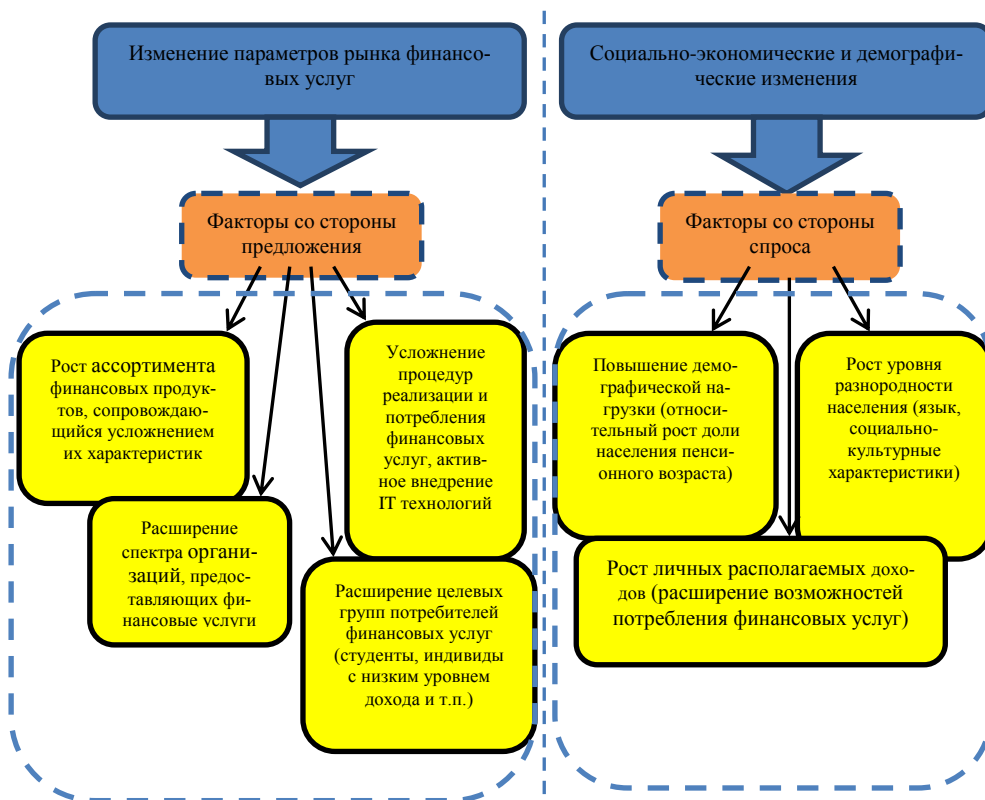 Изменение параметров рынка финансо-
вых услуг
Социально-экономические и демографи-
ческие изменения
Факторы со стороны
предложения
Факторы со стороны
спроса
Рост ассортимента
финансовых продук-
тов, сопровождаю-
щийся усложнением
их характеристик
Усложнение
процедур
реализации и
потребления
финансовых
услуг, актив-
ное внедрение
IT технологий
Расширение
спектра органи-
заций, предос-
тавляющих фи-
нансовые услуги
Расширение целевых
групп потребителей
финансовых услуг
(студенты, индивиды
с низким уровнем
дохода и т.п.)
Повышение демо-
графической на-
грузки (относи-
тельный рост доли
населения пенси-
онного возраста)
Рост уровня
разнородности
населения (язык,
социально-
культурные
характеристики)
Рост личных располагаемых дохо-
дов (расширение возможностей
потребления финансовых услуг)